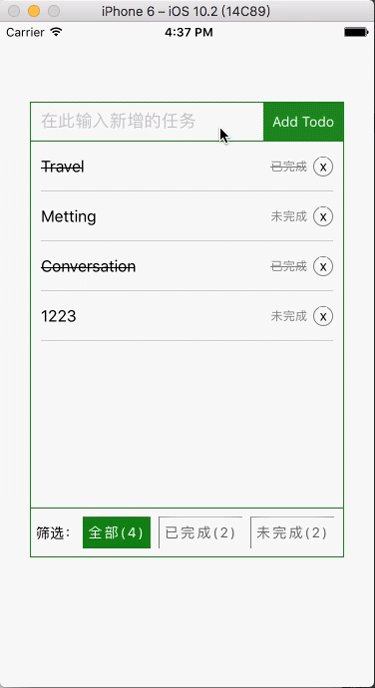 iPhone 6 – iOS 10.2 (14C89)
Carrier 4:37 PM
在此输入新增的任务 Add Todo
Travel 已完成 x
Metting 未完成 x
Conversation 已完成 x
1223 未完成 x
筛选: 全部(4) 已完成(2) 未完成(2)